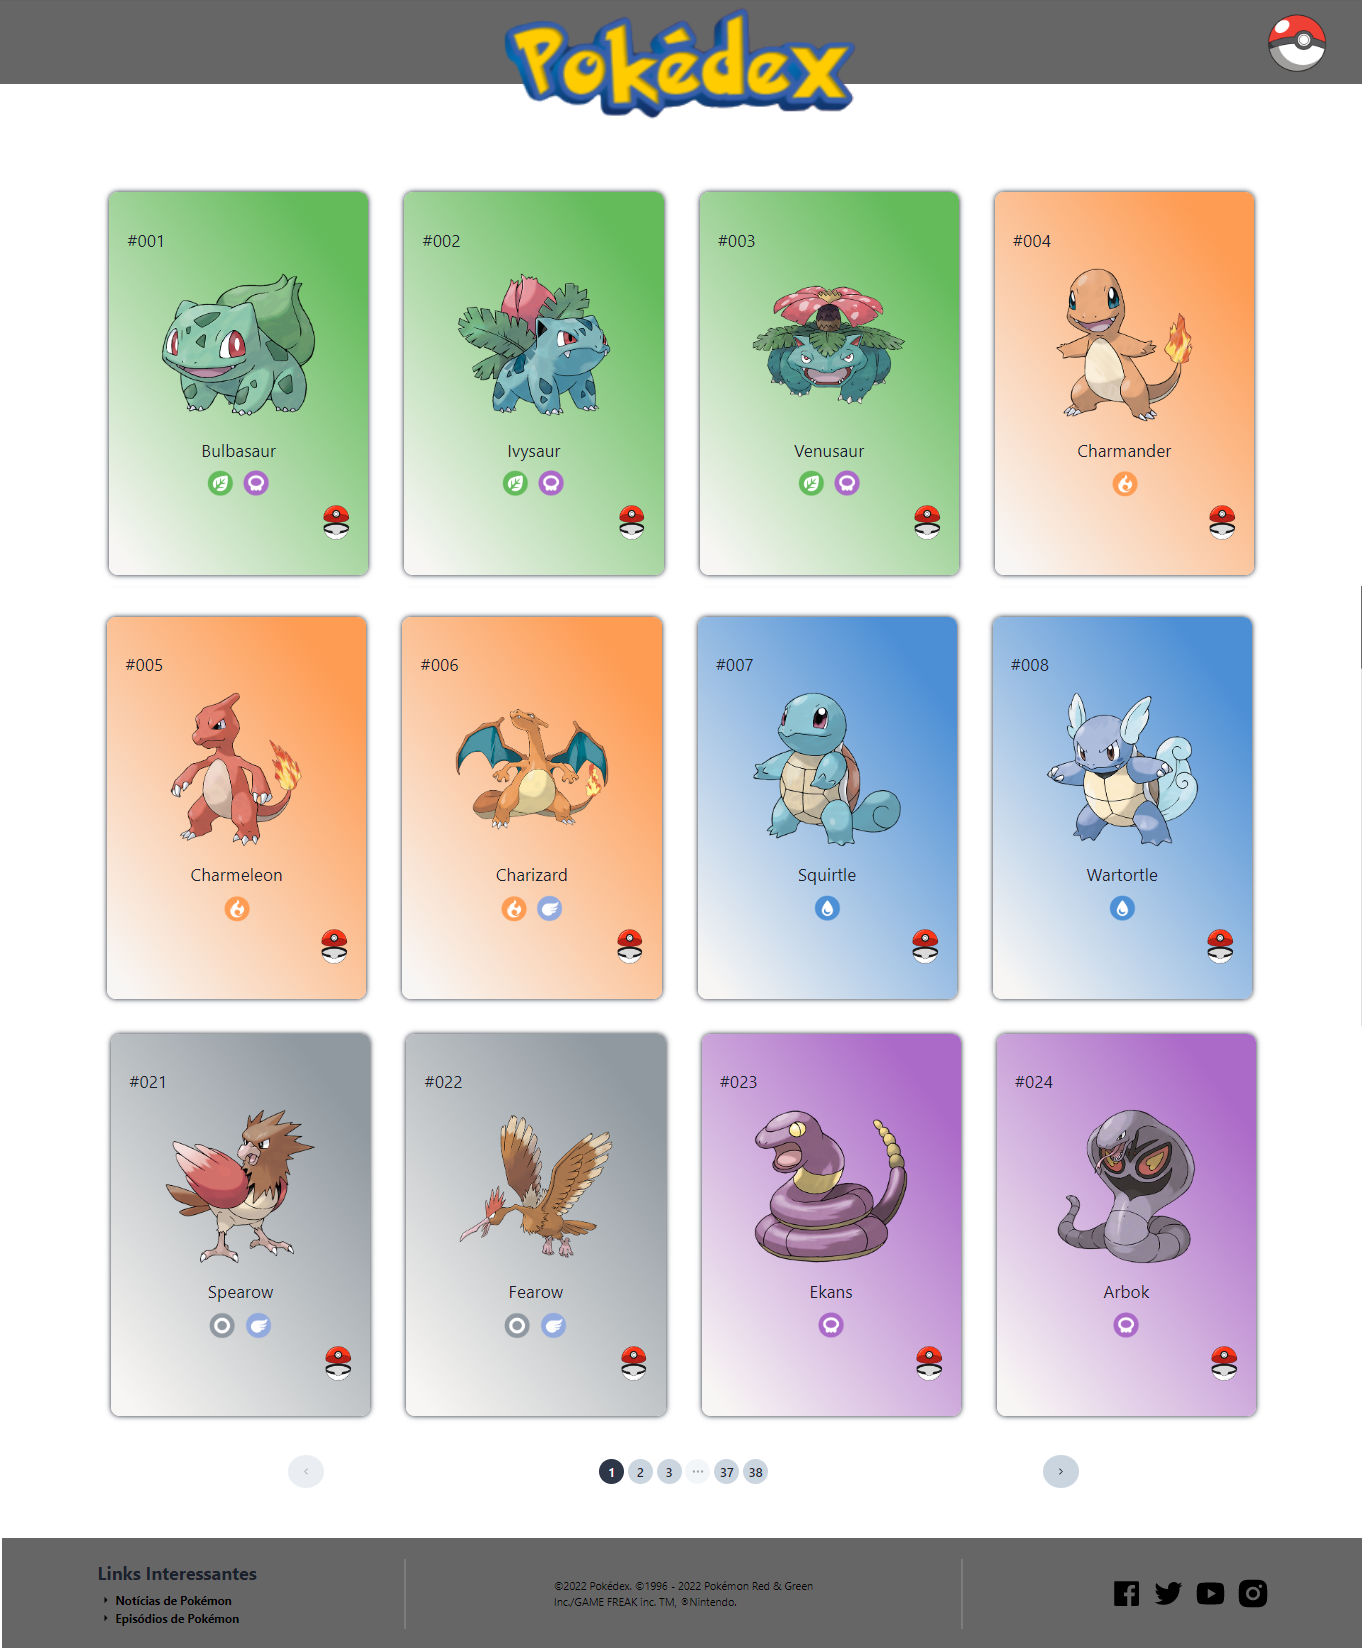 Pokédex
#001
#002
#003
#004
Bulbasaur
Ivysaur
Venusaur
Charmander
#005
#006
#007
#008
Charmeleon
Charizard
Squirtle
Wartortle
#021
#022
#023
#024
Spearow
Fearow
Ekans
Arbok
‹
1 2 3 ··· 37 38
›
Links Interessantes
Notícias de Pokémon
Episódios de Pokémon
©2022 Pokédex. ©1996 - 2022 Pokémon Red & Green
Inc./GAME FREAK inc. TM, ®Nintendo.